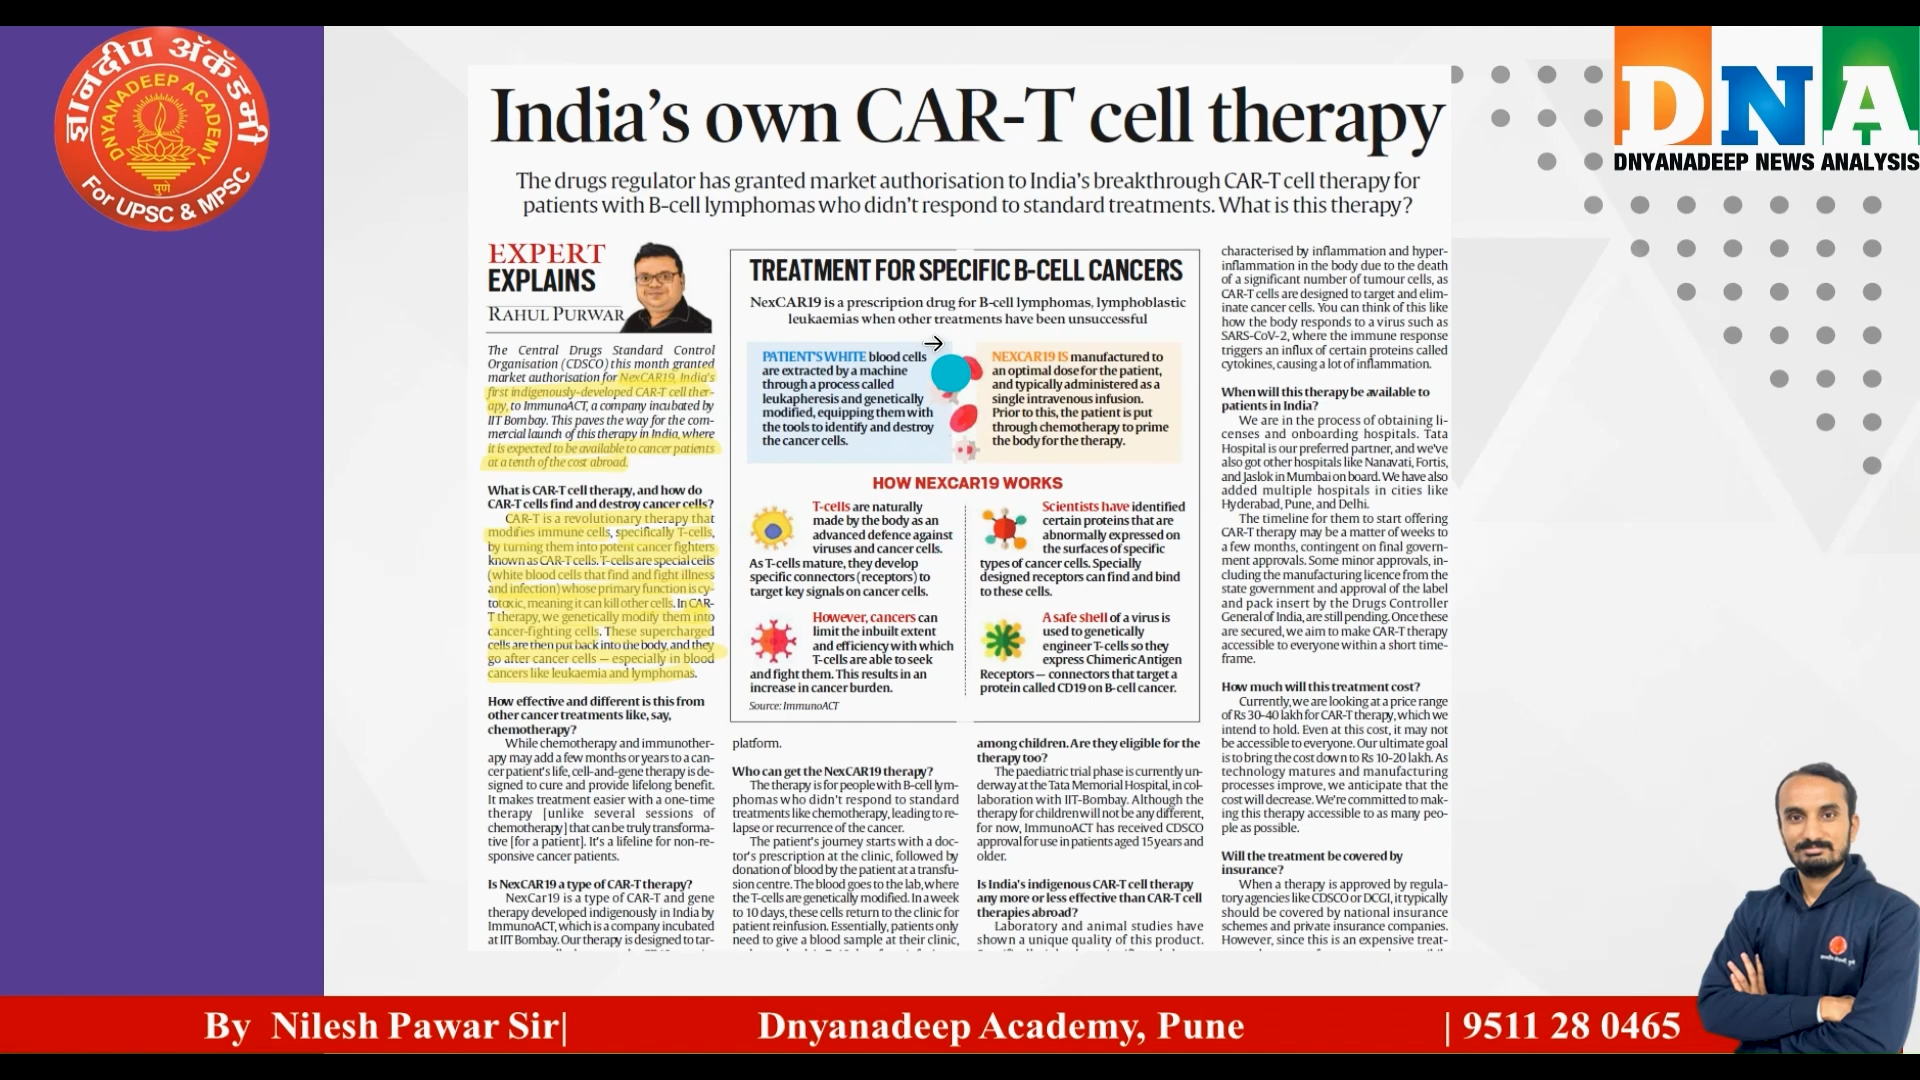 ज्ञानदीप अॅकॅडमी
DNYANADEEP ACADEMY
पुणे
For UPSC & MPSC
DNA
DNYANADEEP NEWS ANALYSIS
India's own CAR-T cell therapy
The drugs regulator has granted market authorisation to India's breakthrough CAR-T cell therapy for
patients with B-cell lymphomas who didn't respond to standard treatments. What is this therapy?
EXPERT
EXPLAINS
RAHUL PURWAR
The Central Drugs Standard Control
Organisation (CDSCO) this month granted
market authorisation for NexCAR19, India's
first indigenously-developed CAR-T cell ther-
apy, to ImmunoACT, a company incubated by
IIT Bombay. This paves the way for the com-
mercial launch of this therapy in India, where
it is expected to be available to cancer patients
at a tenth of the cost abroad.
What is CAR-T cell therapy, and how do
CAR-T cells find and destroy cancer cells?
CAR-T is a revolutionary therapy that
modifies immune cells, specifically T-cells,
by turning them into potent cancer fighters
known as CAR-T cells. T-cells are special cells
(white blood cells that find and fight illness
and infection) whose primary function is cy-
totoxic, meaning it can kill other cells. In CAR-
T therapy, we genetically modify them into
cancer-fighting cells. These supercharged
cells are then put back into the body, and they
go after cancer cells — especially in blood
cancers like leukaemia and lymphomas.
How effective and different is this from
other cancer treatments like, say,
chemotherapy?
While chemotherapy and immunother-
apy may add a few months or years to a can-
cer patient's life, cell-and-gene therapy is de-
signed to cure and provide lifelong benefit.
It makes treatment easier with a one-time
therapy [unlike several sessions of
chemotherapy] that can be truly transforma-
tive [for a patient]. It's a lifeline for non-re-
sponsive cancer patients.
Is NexCAR19 a type of CAR-T therapy?
NexCar19 is a type of CAR-T and gene
therapy developed indigenously in India by
ImmunoACT, which is a company incubated
at IIT Bombay. Our therapy is designed to tar-
TREATMENT FOR SPECIFIC B-CELL CANCERS
NexCAR19 is a prescription drug for B-cell lymphomas, lymphoblastic
leukaemias when other treatments have been unsuccessful
PATIENT'S WHITE blood cells
are extracted by a machine
through a process called
leukapheresis and genetically
modified, equipping them with
the tools to identify and destroy
the cancer cells.
NEXCAR19 IS manufactured to
an optimal dose for the patient,
and typically administered as a
single intravenous infusion.
Prior to this, the patient is put
through chemotherapy to prime
the body for the therapy.
HOW NEXCAR19 WORKS
T-cells are naturally
made by the body as an
advanced defence against
viruses and cancer cells.
As T-cells mature, they develop
specific connectors (receptors) to
target key signals on cancer cells.
However, cancers can
limit the inbuilt extent
and efficiency with which
T-cells are able to seek
and fight them. This results in an
increase in cancer burden.
Scientists have identified
certain proteins that are
abnormally expressed on
the surfaces of specific
types of cancer cells. Specially
designed receptors can find and bind
to these cells.
A safe shell of a virus is
used to genetically
engineer T-cells so they
express Chimeric Antigen
Receptors — connectors that target a
protein called CD19 on B-cell cancer.
Source: ImmunoACT
platform.
Who can get the NexCAR19 therapy?
The therapy is for people with B-cell lym-
phomas who didn't respond to standard
treatments like chemotherapy, leading to re-
lapse or recurrence of the cancer.
The patient's journey starts with a doc-
tor's prescription at the clinic, followed by
donation of blood by the patient at a transfu-
sion centre. The blood goes to the lab, where
the T-cells are genetically modified. In a week
to 10 days, these cells return to the clinic for
patient reinfusion. Essentially, patients only
need to give a blood sample at their clinic,
among children. Are they eligible for the
therapy too?
The paediatric trial phase is currently un-
derway at the Tata Memorial Hospital, in col-
laboration with IIT-Bombay. Although the
therapy for children will not be any different,
for now, ImmunoACT has received CDSCO
approval for use in patients aged 15 years and
older.
Is India's indigenous CAR-T cell therapy
any more or less effective than CAR-T cell
therapies abroad?
Laboratory and animal studies have
shown a unique quality of this product.
characterised by inflammation and hyper-
inflammation in the body due to the death
of a significant number of tumour cells, as
CAR-T cells are designed to target and elim-
inate cancer cells. You can think of this like
how the body responds to a virus such as
SARS-CoV-2, where the immune response
triggers an influx of certain proteins called
cytokines, causing a lot of inflammation.
When will this therapy be available to
patients in India?
We are in the process of obtaining li-
censes and onboarding hospitals. Tata
Hospital is our preferred partner, and we've
also got other hospitals like Nanavati, Fortis,
and Jaslok in Mumbai on board. We have also
added multiple hospitals in cities like
Hyderabad, Pune, and Delhi.
The timeline for them to start offering
CAR-T therapy may be a matter of weeks to
a few months, contingent on final govern-
ment approvals. Some minor approvals, in-
cluding the manufacturing licence from the
state government and approval of the label
and pack insert by the Drugs Controller
General of India, are still pending. Once these
are secured, we aim to make CAR-T therapy
accessible to everyone within a short time-
frame.
How much will this treatment cost?
Currently, we are looking at a price range
of Rs 30-40 lakh for CAR-T therapy, which we
intend to hold. Even at this cost, it may not
be accessible to everyone. Our ultimate goal
is to bring the cost down to Rs 10-20 lakh. As
technology matures and manufacturing
processes improve, we anticipate that the
cost will decrease. We're committed to mak-
ing this therapy accessible to as many peo-
ple as possible.
Will the treatment be covered by
insurance?
When a therapy is approved by regula-
tory agencies like CDSCO or DCGI, it typically
should be covered by national insurance
schemes and private insurance companies.
However, since this is an expensive treat-
By Nilesh Pawar Sir| Dnyanadeep Academy, Pune | 9511 28 0465